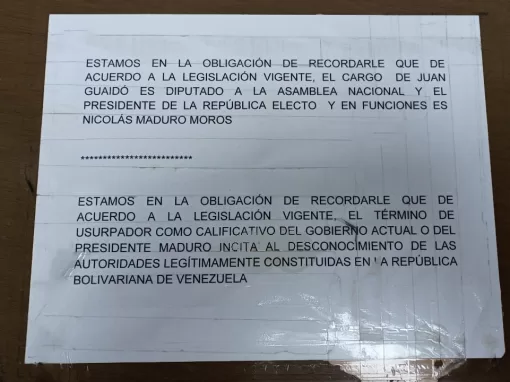 ESTAMOS EN LA OBLIGACIÓN DE RECORDARLE QUE DE
ACUERDO A LA LEGISLACIÓN VIGENTE, EL CARGO DE JUAN
GUAIDÓ ES DIPUTADO A LA ASAMBLEA NACIONAL Y EL
PRESIDENTE DE LA REPÚBLICA ELECTO Y EN FUNCIONES ES
NICOLÁS MADURO MOROS
*************************
ESTAMOS EN LA OBLIGACIÓN DE RECORDARLE QUE DE
ACUERDO A LA LEGISLACIÓN VIGENTE, EL TÉRMINO DE
USURPADOR COMO CALIFICATIVO DEL GOBIERNO ACTUAL O DEL
PRESIDENTE MADURO INCITA AL DESCONOCIMIENTO DE LAS
AUTORIDADES LEGÍTIMAMENTE CONSTITUIDAS EN LA REPÚBLICA
BOLIVARIANA DE VENEZUELA